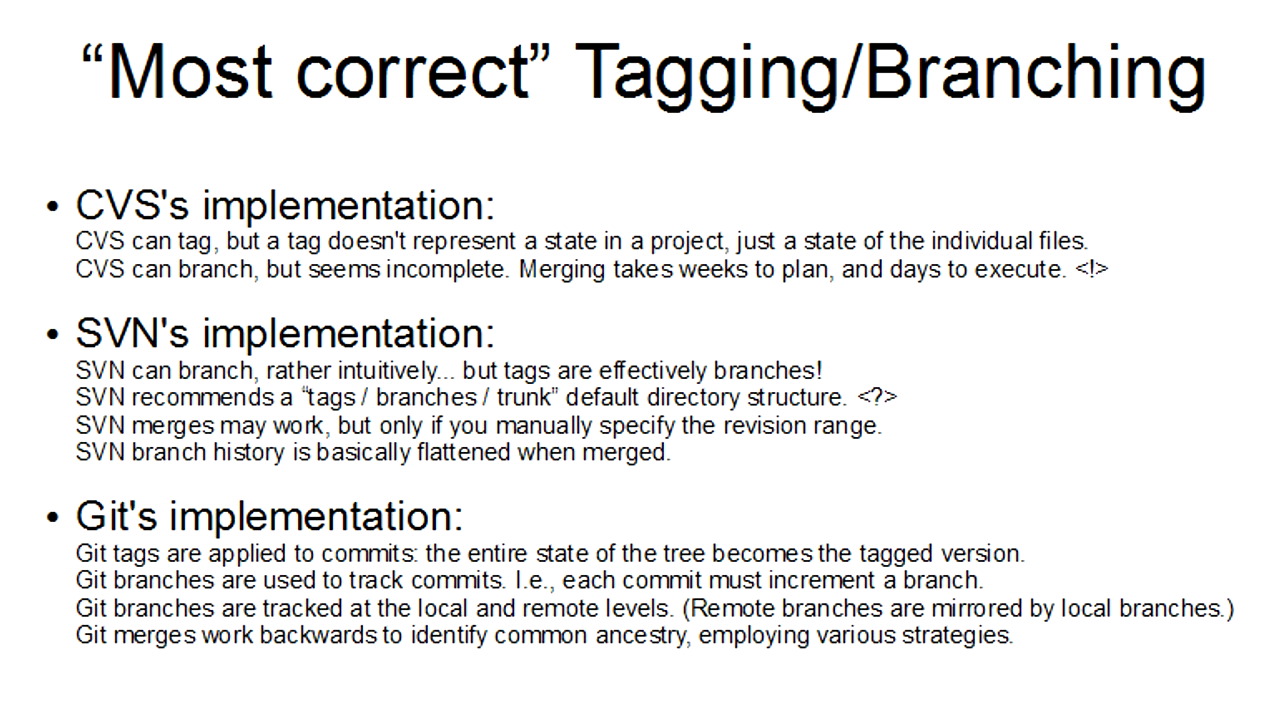 “Most correct” Tagging/Branching
• CVS's implementation:
CVS can tag, but a tag doesn't represent a state in a project, just a state of the individual files.
CVS can branch, but seems incomplete. Merging takes weeks to plan, and days to execute. <!>
• SVN's implementation:
SVN can branch, rather intuitively... but tags are effectively branches!
SVN recommends a “tags / branches / trunk” default directory structure. <?>
SVN merges may work, but only if you manually specify the revision range.
SVN branch history is basically flattened when merged.
• Git's implementation:
Git tags are applied to commits: the entire state of the tree becomes the tagged version.
Git branches are used to track commits. I.e., each commit must increment a branch.
Git branches are tracked at the local and remote levels. (Remote branches are mirrored by local branches.)
Git merges work backwards to identify common ancestry, employing various strategies.